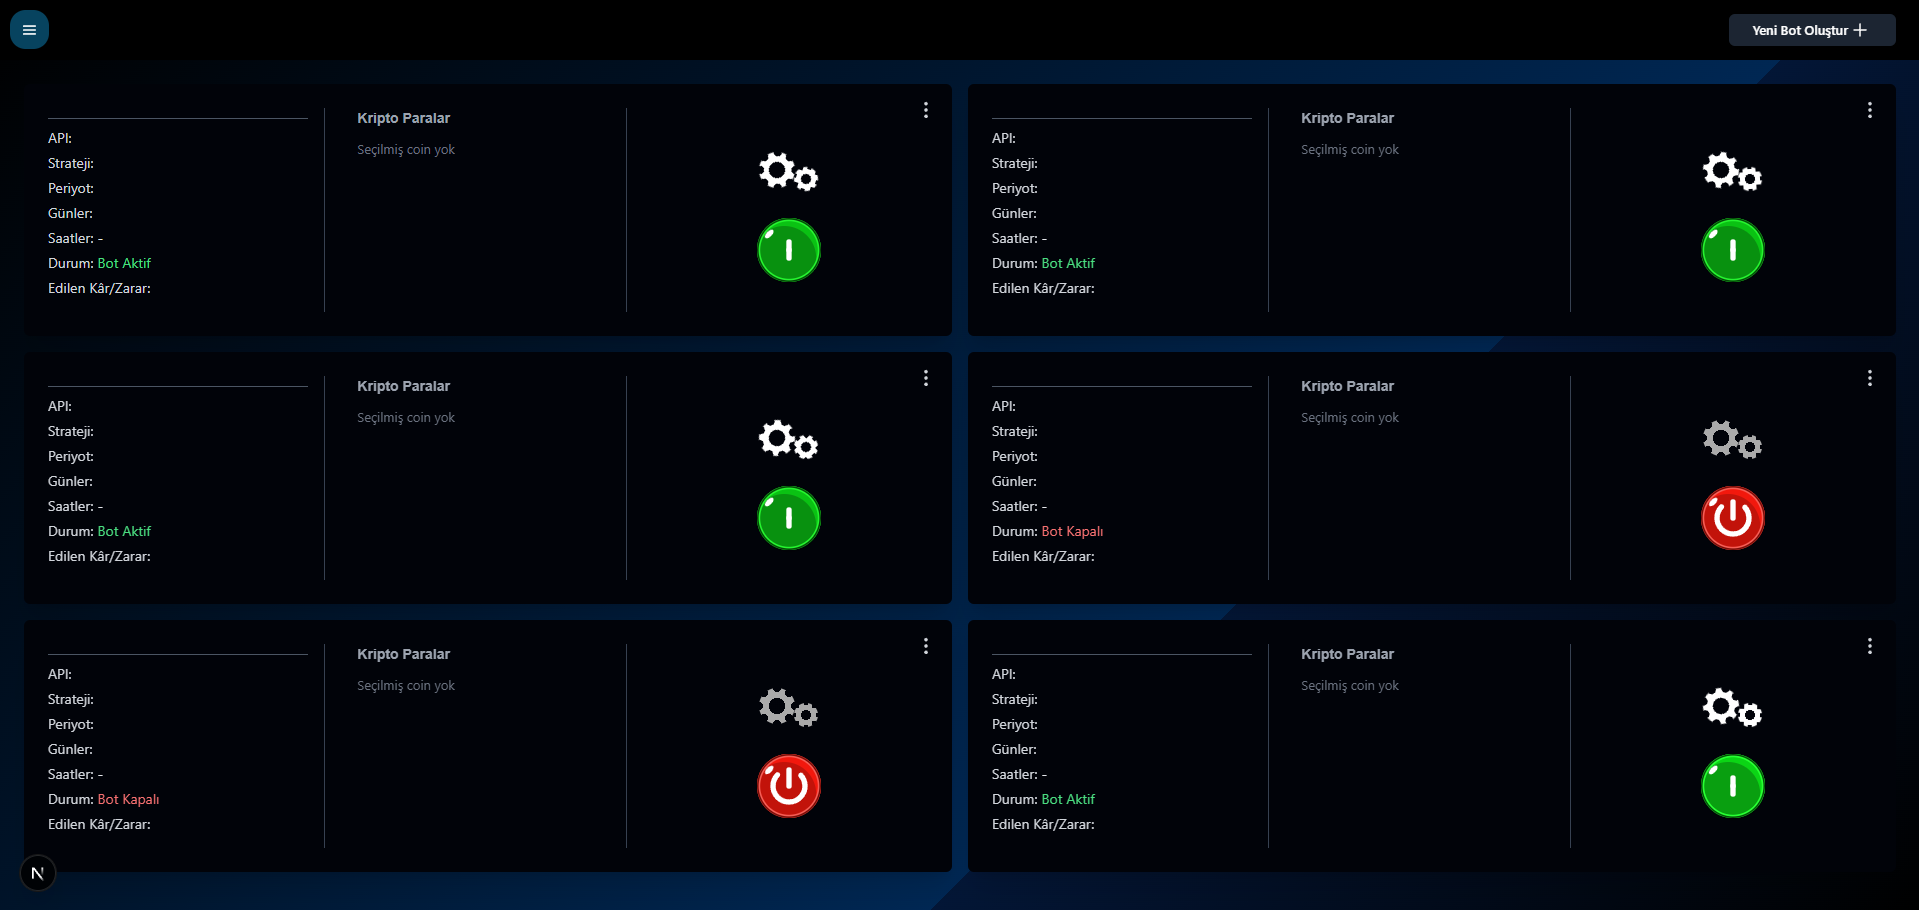 Yeni Bot Oluştur
Kripto Paralar
Seçilmiş coin yok
API:
Strateji:
Periyot:
Günler:
Saatler: -
Durum: Bot Aktif
Edilen Kâr/Zarar:
Kripto Paralar
Seçilmiş coin yok
API:
Strateji:
Periyot:
Günler:
Saatler: -
Durum: Bot Aktif
Edilen Kâr/Zarar:
Kripto Paralar
Seçilmiş coin yok
API:
Strateji:
Periyot:
Günler:
Saatler: -
Durum: Bot Aktif
Edilen Kâr/Zarar:
Kripto Paralar
Seçilmiş coin yok
API:
Strateji:
Periyot:
Günler:
Saatler: -
Durum: Bot Kapalı
Edilen Kâr/Zarar:
Kripto Paralar
Seçilmiş coin yok
API:
Strateji:
Periyot:
Günler:
Saatler: -
Durum: Bot Kapalı
Edilen Kâr/Zarar:
Kripto Paralar
Seçilmiş coin yok
API:
Strateji:
Periyot:
Günler:
Saatler: -
Durum: Bot Aktif
Edilen Kâr/Zarar:
N